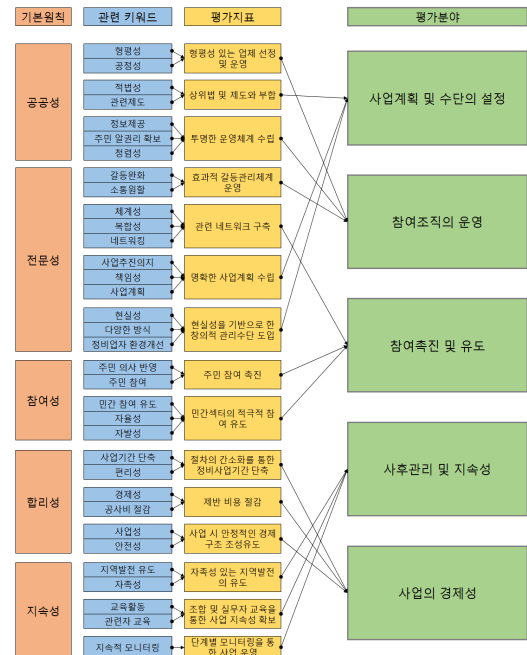 기본원칙
관련 키워드
평가지표
평가분야
공공성
형평성
공정성
형평성 있는 업체 선정
및 운영
적법성
관련제도
상위법 및 제도와 부합
정보제공
주민 알권리 확보
청렴성
투명한 운영체계 수립
전문성
갈등완화
소통원할
효과적 갈등관리체계
운영
체계성
복합성
네트워킹
관련 네트워크 구축
사업추진의지
책임성
사업계획
명확한 사업계획 수립
현실성
다양한 방식
정비업자 환경개선
현실성을 기반으로 한
창의적 관리수단 도입
참여성
주민 의사 반영
주민 참여
주민 참여 촉진
민간 참여 유도
자율성
자발성
민간섹터의 적극적 참
여 유도
합리성
사업기간 단축
편리성
절차의 간소화를 통한
정비사업기간 단축
경제성
공사비 절감
제반 비용 절감
사업성
안전성
사업 시 안정적인 경제
구조 조성유도
지속성
지역발전 유도
자족성
자족성 있는 지역발전
의 유도
교육활동
관련자 교육
조합 및 실무자 교육을
통한 사업 지속성 확보
지속적 모니터링
단계별 모니터링을 통
한 사업 운영
사업계획 및 수단의 설정
참여조직의 운영
참여촉진 및 유도
사후관리 및 지속성
사업의 경제성